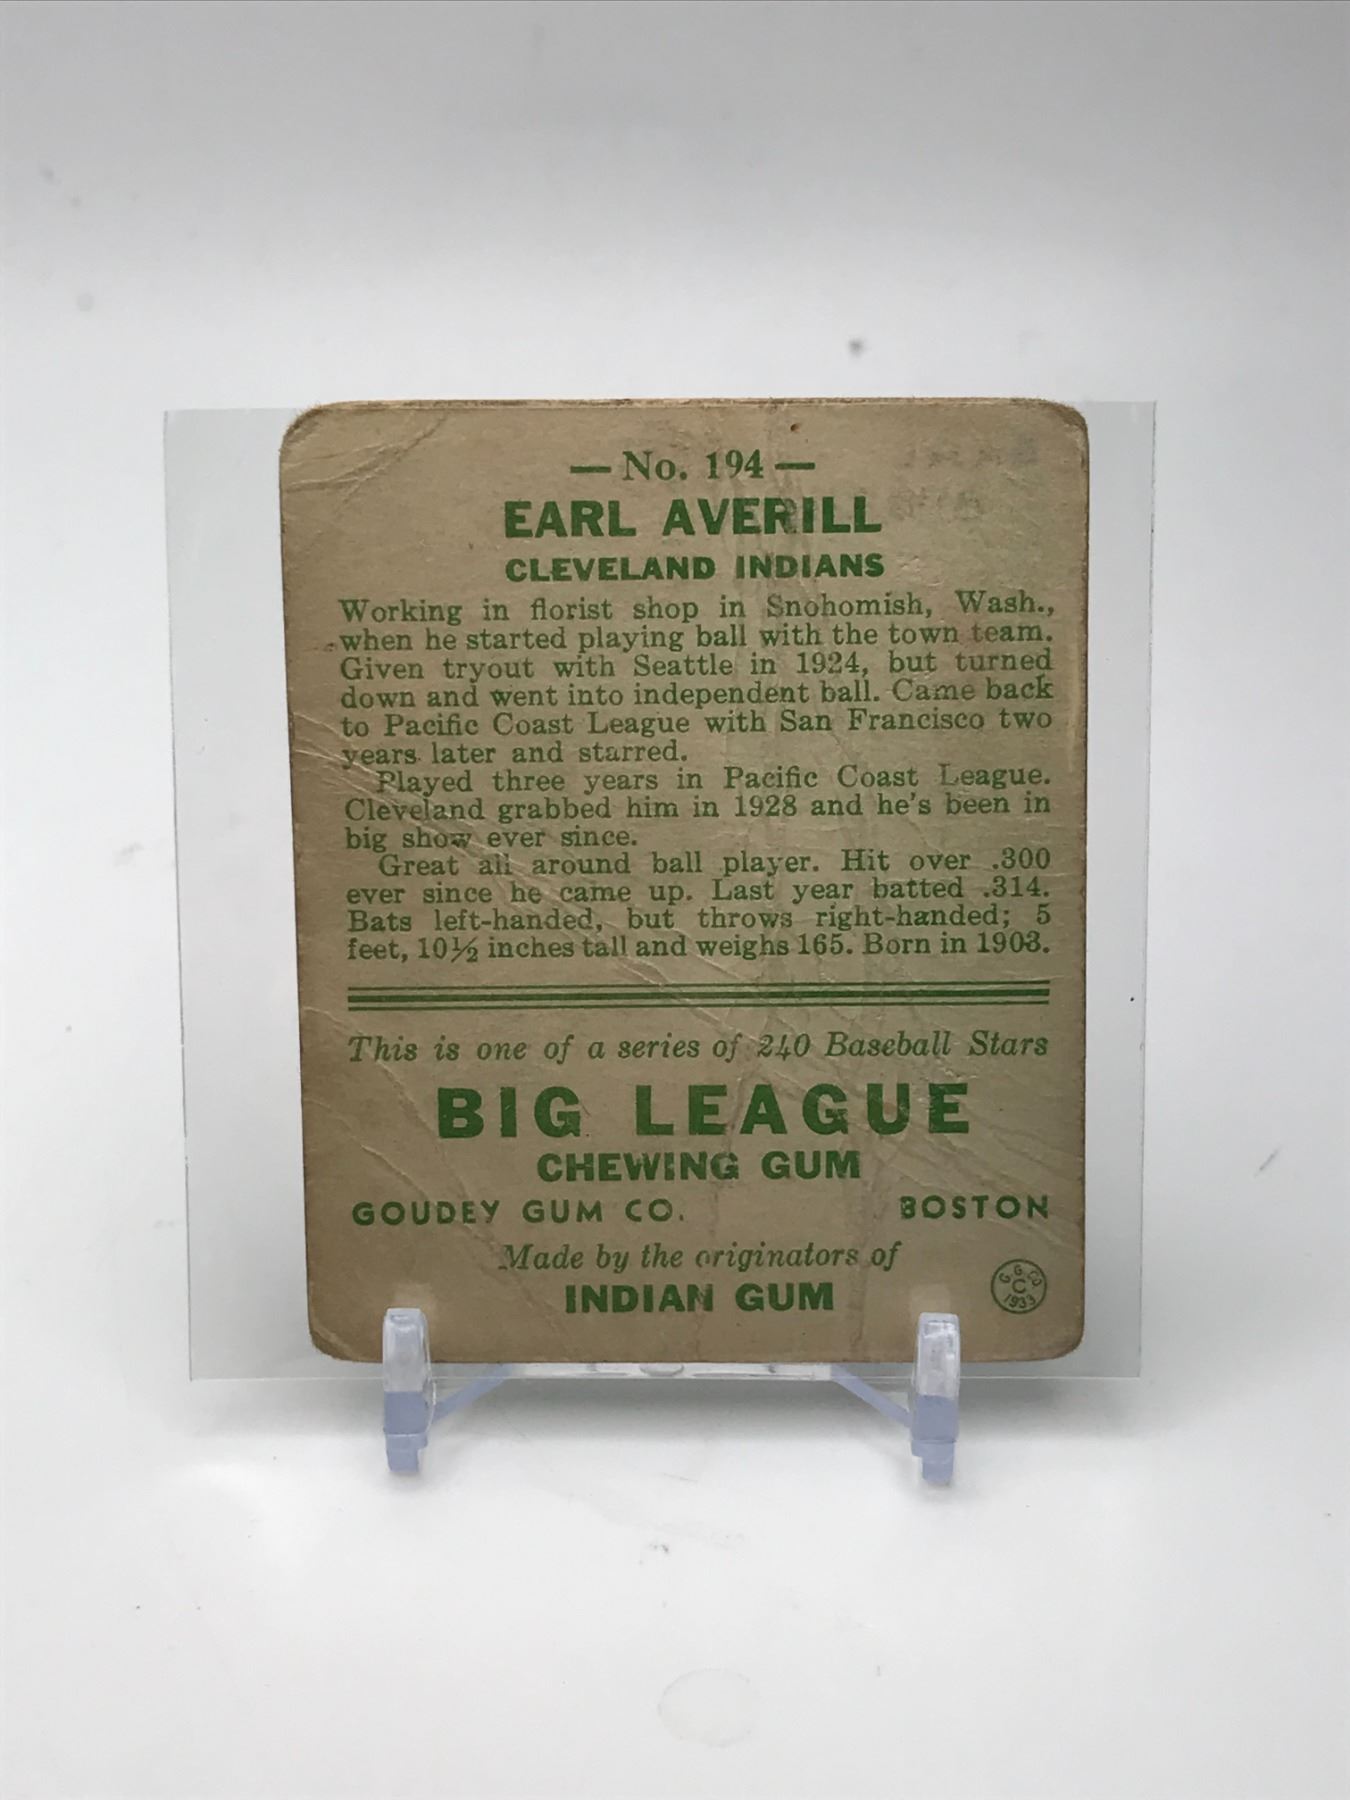 — No. 194 —
EARL AVERILL
CLEVELAND INDIANS
Working in florist shop in Snohomish, Wash.,
when he started playing ball with the town team.
Given tryout with Seattle in 1924, but turned
down and went into independent ball. Came back
to Pacific Coast League with San Francisco two
years later and starred.
Played three years in Pacific Coast League.
Cleveland grabbed him in 1928 and he's been in
big show ever since.
Great all around ball player. Hit over .300
ever since he came up. Last year batted .314.
Bats left-handed, but throws right-handed; 5
feet, 10½ inches tall and weighs 165. Born in 1903.
This is one of a series of 240 Baseball Stars
BIG LEAGUE
CHEWING GUM
GOUDEY GUM CO. BOSTON
Made by the originators of
INDIAN GUM
G. G. CO
C
1933